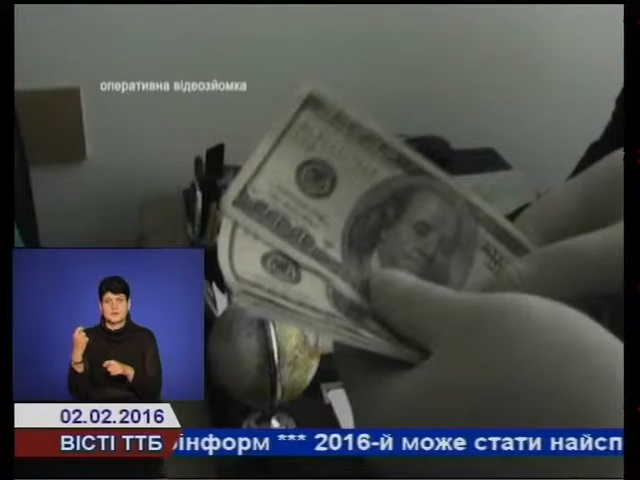 оперативна відеозйомка
02.02.2016
ВІСТІ ТТБ
інформ *** 2016-й може стати найсп